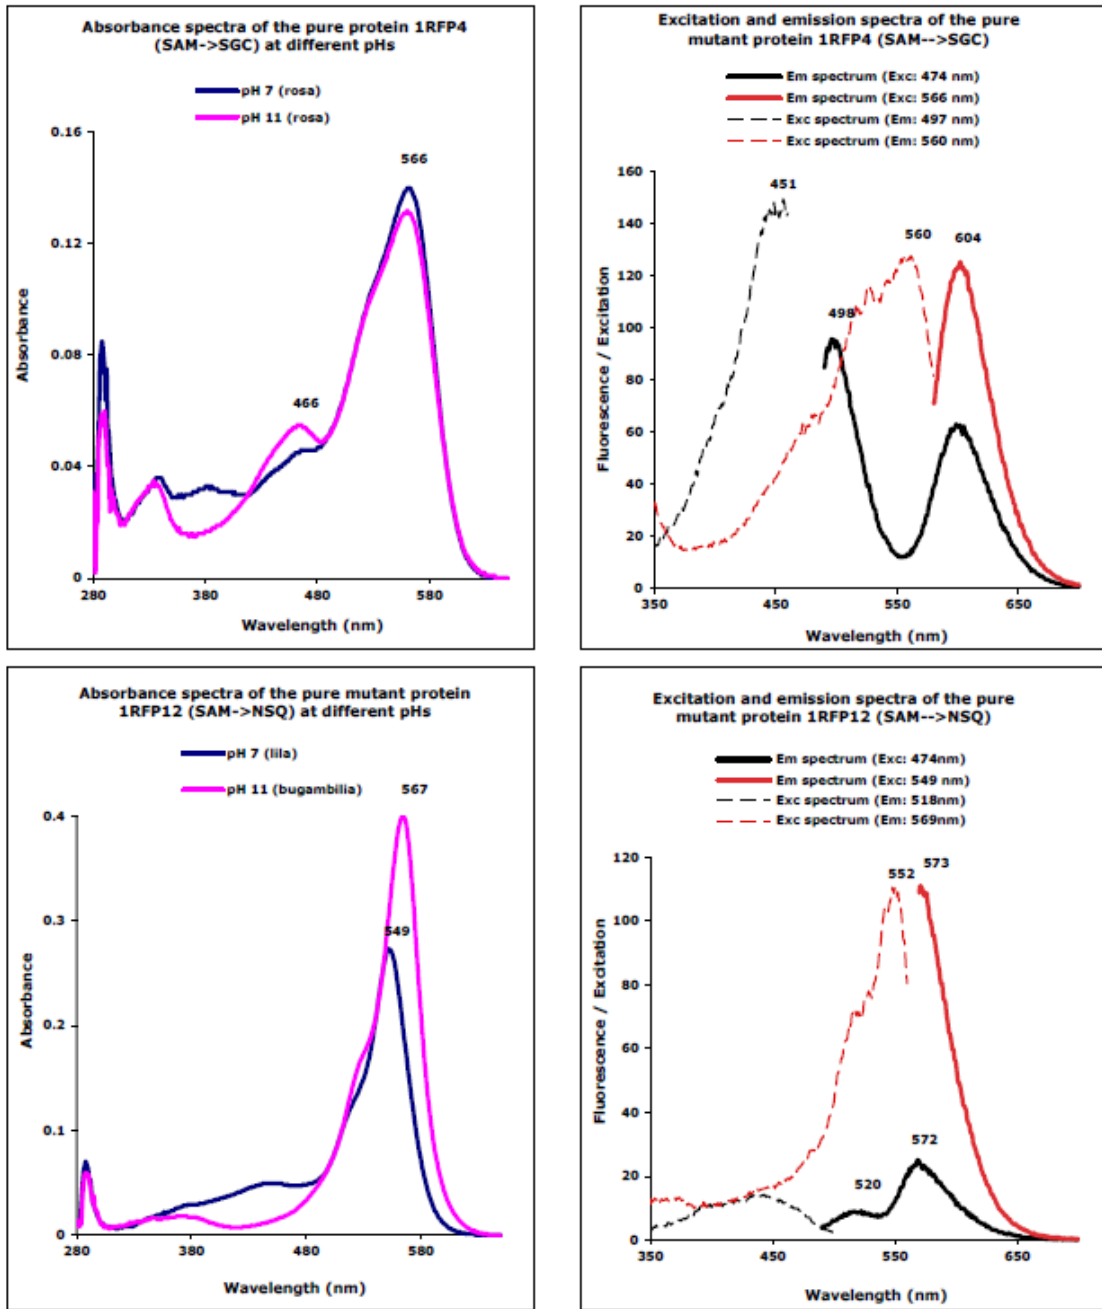 Absorbance spectra of the pure protein 1RFP4
(SAM->SGC) at different pHs
pH 7 (rosa)
pH 11 (rosa)
0.16
0.12
0.08
0.04
0
280
380
480
580
566
466
Absorbance
Wavelength (nm)
Excitation and emission spectra of the pure
mutant protein 1RFP4 (SAM-->SGC)
Em spectrum (Exc: 474 nm)
Em spectrum (Exc: 566 nm)
Exc spectrum (Em: 497 nm)
Exc spectrum (Em: 560 nm)
160
140
120
100
80
60
40
20
0
350
450
550
650
451
560
604
498
Fluorescence / Excitation
Wavelength (nm)
Absorbance spectra of the pure mutant protein
1RFP12 (SAM->NSQ) at different pHs
pH 7 (lila)
pH 11 (bugambilia)
567
549
0.4
0.3
0.2
0.1
0
280
380
480
580
Absorbance
Wavelength (nm)
Excitation and emission spectra of the pure
mutant protein 1RFP12 (SAM-->NSQ)
Em spectrum (Exc: 474nm)
Em spectrum (Exc: 549 nm)
Exc spectrum (Em: 518nm)
Exc spectrum (Em: 569nm)
120
100
80
60
40
20
0
350
450
550
650
552
573
572
520
Fluorescence / Excitation
Wavelength (nm)